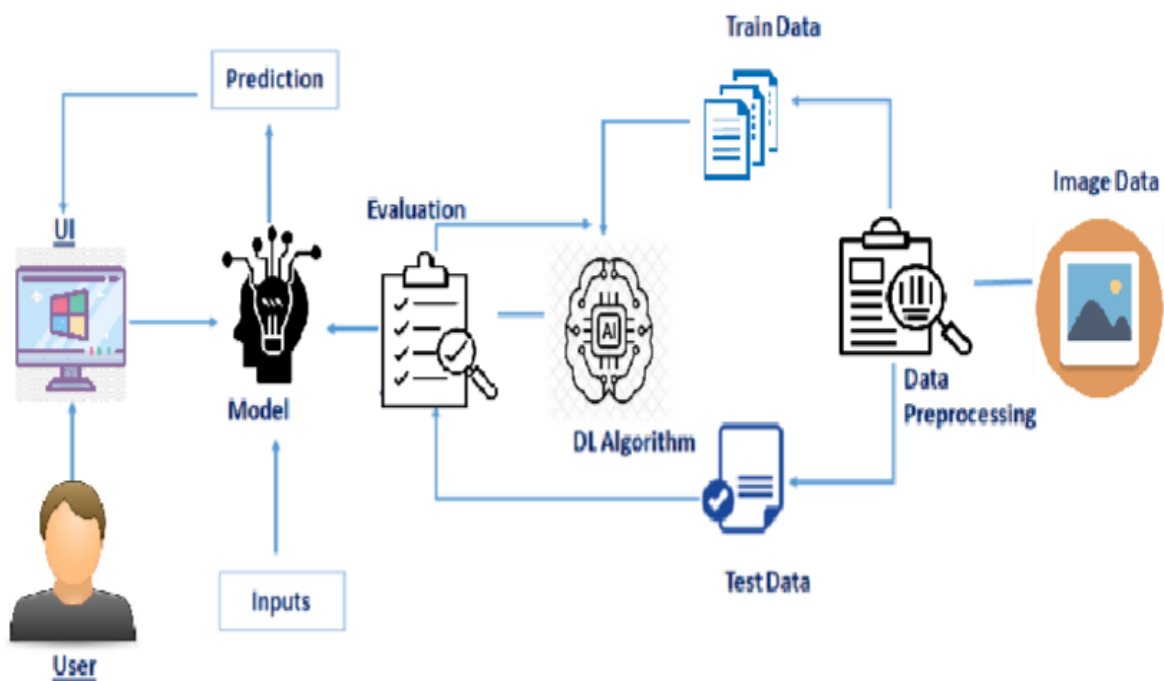 Train Data
Prediction
Image Data
Evaluation
UI
AI
Model
Data
Preprocessing
DL Algorithm
Test Data
Inputs
User